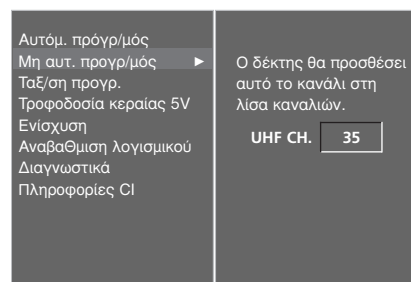 Αυτόμ. πρόγρ/μός
Μη αυτ. προγρ/μός ►
Ταξ/ση προγρ.
Τροφοδοσία κεραίας 5V
Ενίσχυση
ΑναβαΘμιση λογισμικού
Διαγνωστικά
Πληροφορίες CI
Ο δέκτης θα προσθέσει
αυτό το κανάλι στη
λίσα καναλιών.
UHF CH. 35